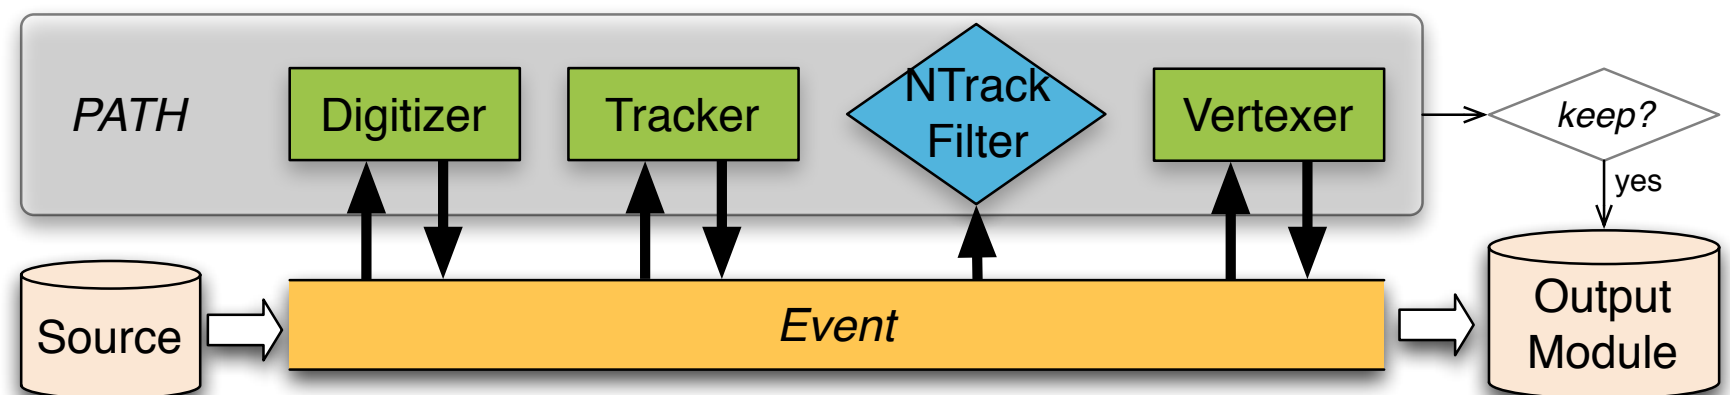 PATH
Digitizer
Tracker
NTrack
Filter
Vertexer
keep?
yes
Source
Event
Output
Module